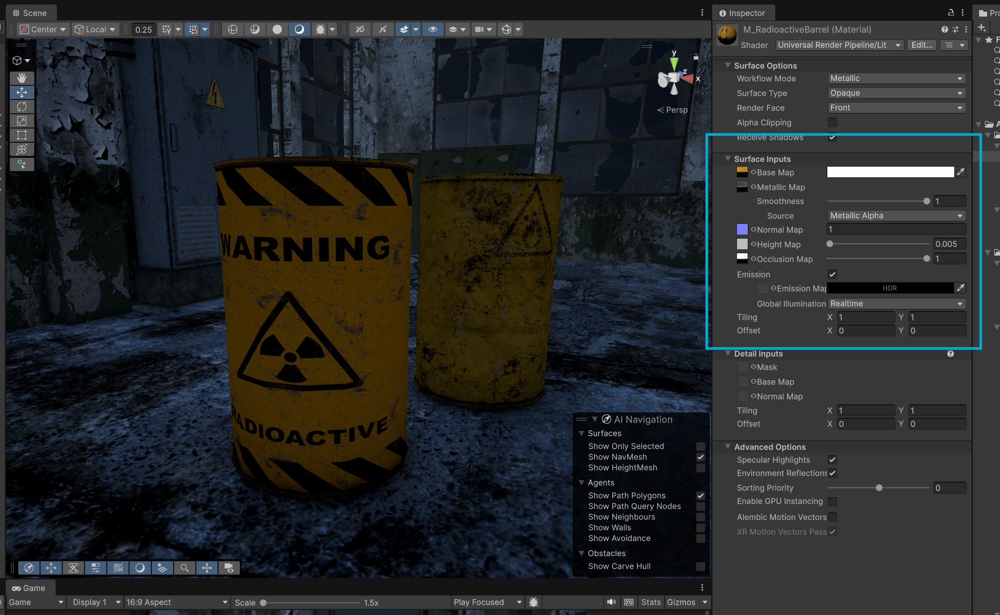 Scene
Center
Local
0.25
2D
y
z
x
Persp
WARNING
RADIOACTIVE
AI Navigation
Surfaces
Show Only Selected
Show NavMesh
Show HeightMesh
Agents
Show Path Polygons
Show Path Query Nodes
Show Neighbours
Show Walls
Show Avoidance
Obstacles
Show Carve Hull
Game
Game
Display 1
16:9 Aspect
Scale
1.5x
Play Focused
Stats
Gizmos
Inspector
M_RadioactiveBarrel (Material)
Shader Universal Render Pipeline/Lit Edit...
Surface Options
Workflow Mode Metallic
Surface Type Opaque
Render Face Front
Alpha Clipping
Receive Shadows
Surface Inputs
Base Map
Metallic Map
Smoothness 1
Source Metallic Alpha
Normal Map 1
Height Map 0.005
Occlusion Map 1
Emission
Emission Map HDR
Global Illumination Realtime
Tiling X 1 Y 1
Offset X 0 Y 0
Detail Inputs
Mask
Base Map
Normal Map
Tiling X 1 Y 1
Offset X 0 Y 0
Advanced Options
Specular Highlights
Environment Reflections
Sorting Priority 0
Enable GPU Instancing
Alembic Motion Vectors
XR Motion Vectors Pass